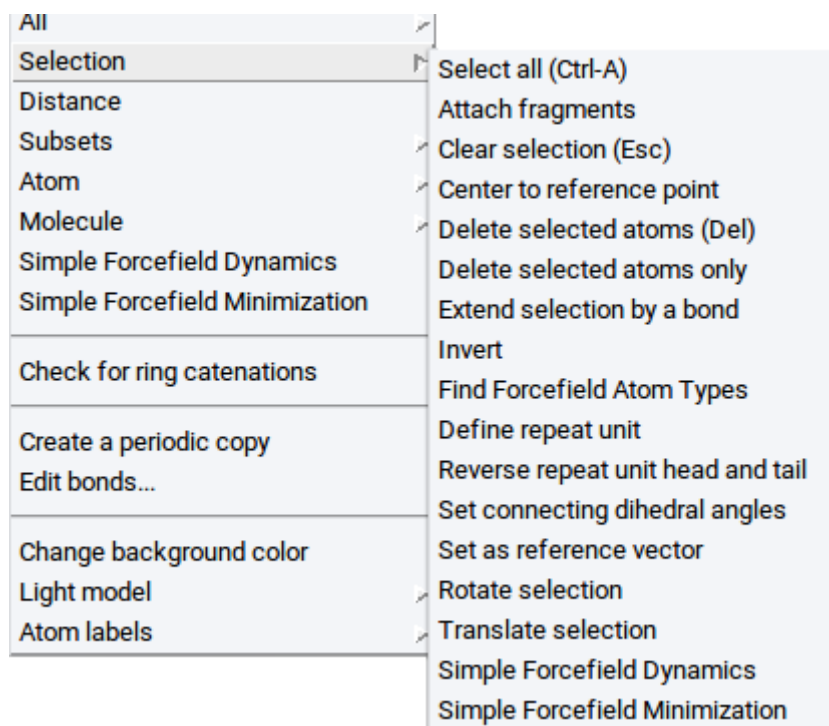 All
Selection
Distance
Subsets
Atom
Molecule
Simple Forcefield Dynamics
Simple Forcefield Minimization
Check for ring catenations
Create a periodic copy
Edit bonds...
Change background color
Light model
Atom labels
Select all (Ctrl-A)
Attach fragments
Clear selection (Esc)
Center to reference point
Delete selected atoms (Del)
Delete selected atoms only
Extend selection by a bond
Invert
Find Forcefield Atom Types
Define repeat unit
Reverse repeat unit head and tail
Set connecting dihedral angles
Set as reference vector
Rotate selection
Translate selection
Simple Forcefield Dynamics
Simple Forcefield Minimization